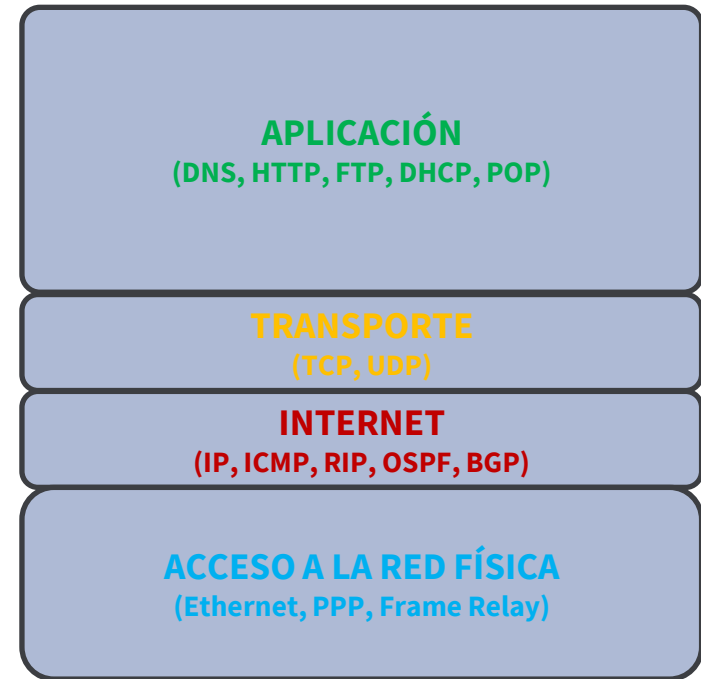 APLICACIÓN
(DNS, HTTP, FTP, DHCP, POP)
TRANSPORTE
(TCP, UDP)
INTERNET
(IP, ICMP, RIP, OSPF, BGP)
ACCESO A LA RED FÍSICA
(Ethernet, PPP, Frame Relay)